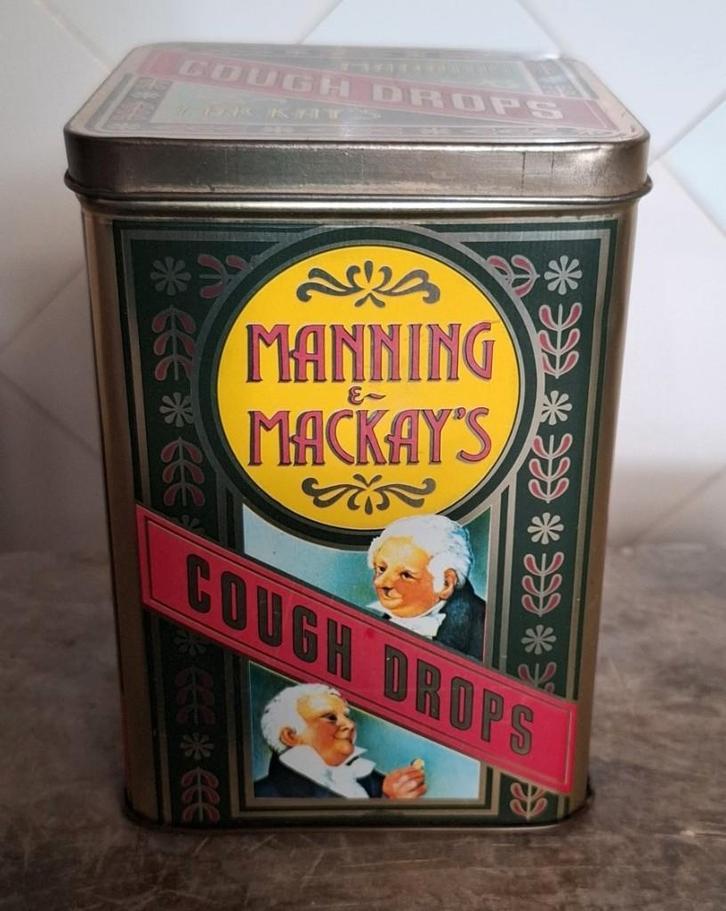 COUGH DROPS
MANNING
&
MACKAY'S
COUGH DROPS